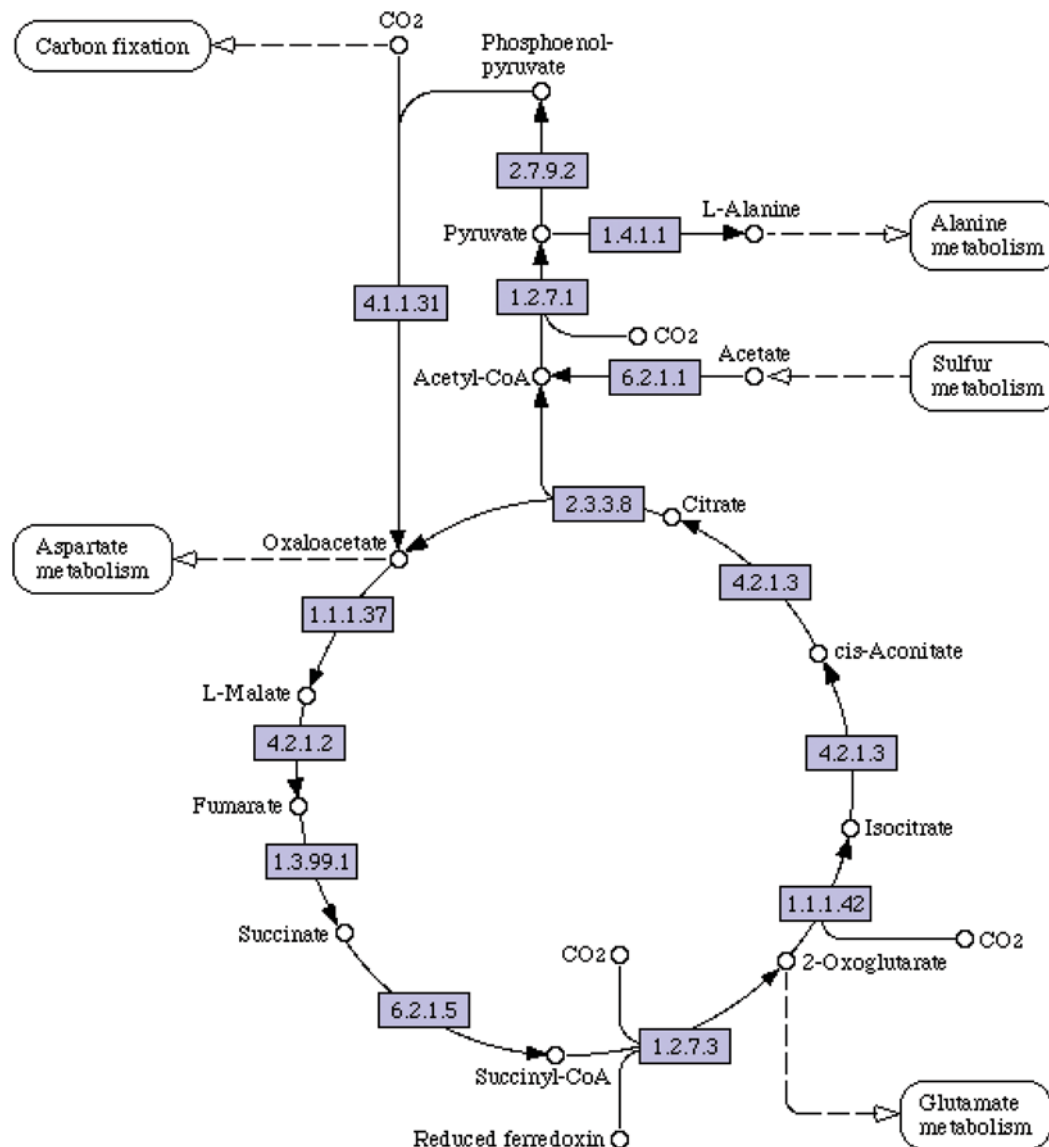 CO2
Carbon fixation
Phosphoenol-
pyruvate
2.7.9.2
L-Alanine
Pyruvate
1.4.1.1
Alanine
metabolism
4.1.1.31
1.2.7.1
CO2
Acetate
Acetyl-CoA
6.2.1.1
Sulfur
metabolism
2.3.3.8
Citrate
Aspartate
metabolism
Oxaloacetate
4.2.1.3
1.1.1.37
cis-Aconitate
L-Malate
4.2.1.2
4.2.1.3
Fumarate
Isocitrate
1.3.99.1
1.1.1.42
Succinate
CO2
CO2
2-Oxoglutarate
6.2.1.5
1.2.7.3
Succinyl-CoA
Glutamate
metabolism
Reduced ferredoxin